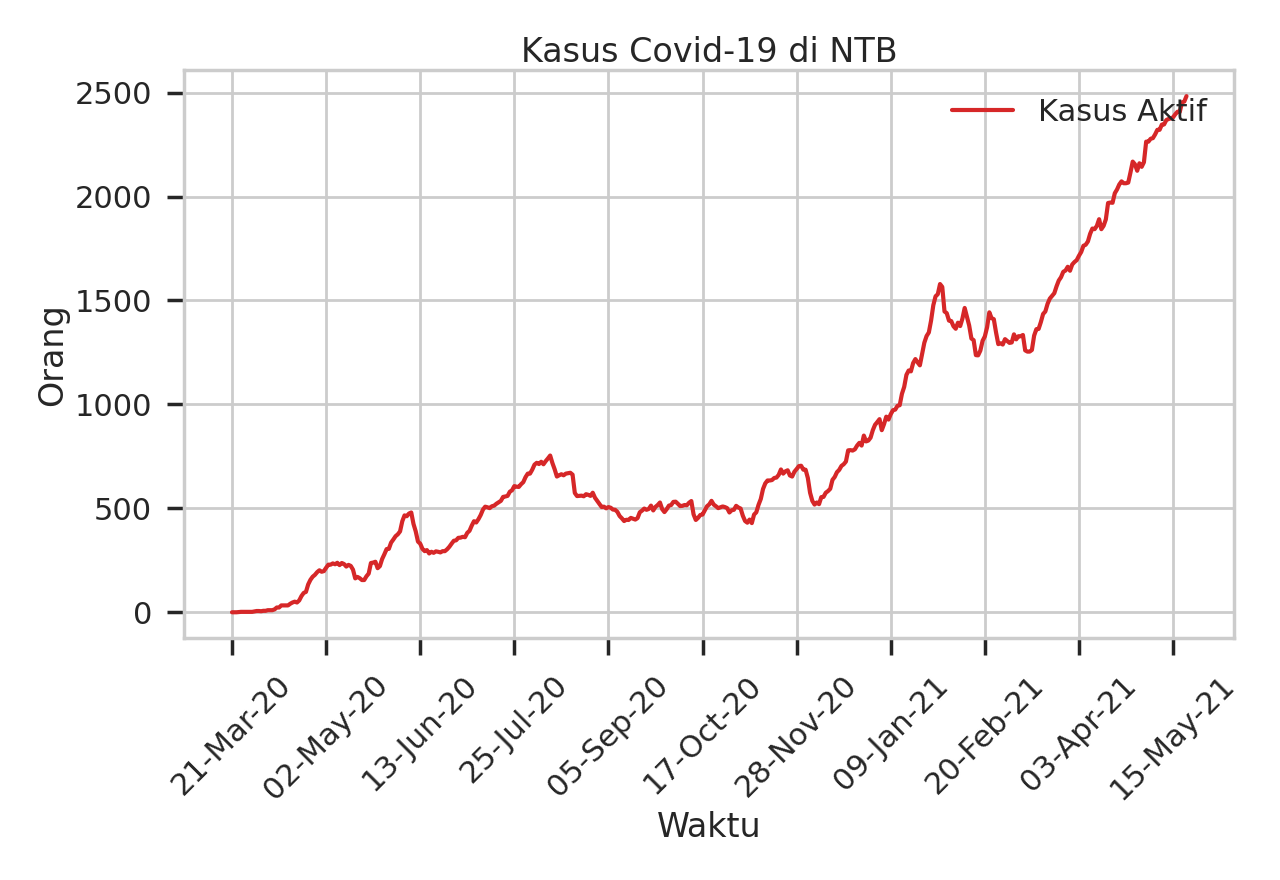 Kasus Covid-19 di NTB
Kasus Aktif
2500
2000
1500
1000
500
0
Orang
21-Mar-20
02-May-20
13-Jun-20
25-Jul-20
05-Sep-20
17-Oct-20
28-Nov-20
09-Jan-21
20-Feb-21
03-Apr-21
15-May-21
Waktu